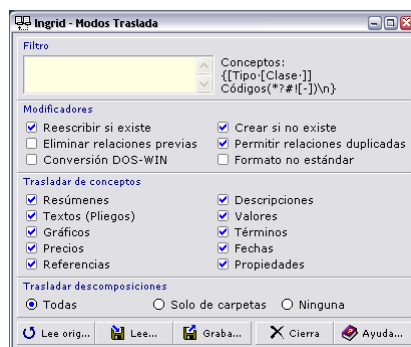 Ingrid - Modos Traslada
Filtro
Conceptos:
{[Tipo·[Clase·]]
Códigos(*?#![-])\n}
Modificadores
Reescribir si existe
Crear si no existe
Eliminar relaciones previas
Permitir relaciones duplicadas
Conversión DOS-WIN
Formato no estándar
Trasladar de conceptos
Resúmenes
Descripciones
Textos (Pliegos)
Valores
Gráficos
Términos
Precios
Fechas
Referencias
Propiedades
Trasladar descomposiciones
Todas
Solo de carpetas
Ninguna
Lee orig...
Lee...
Graba...
Cierra
Ayuda...